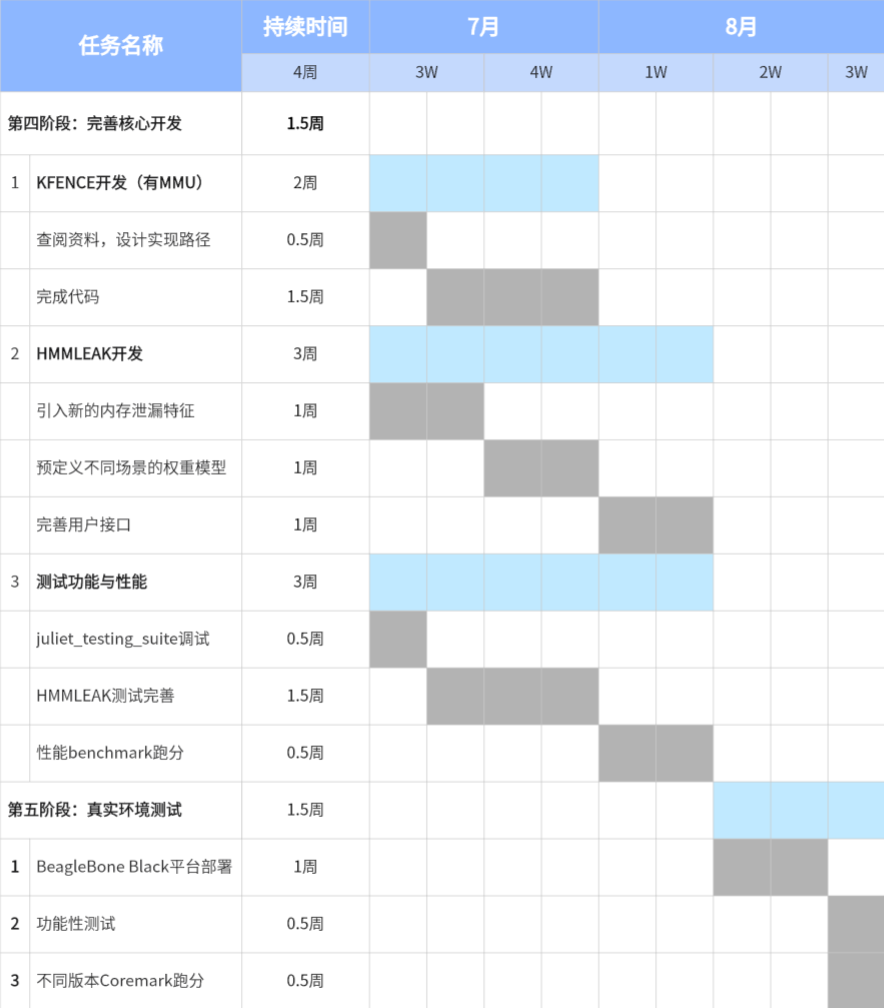 任务名称 持续时间 7月 8月
4周 3W 4W 1W 2W 3W
第四阶段：完善核心开发 1.5周
1 KFENCE开发（有MMU） 2周
查阅资料，设计实现路径 0.5周
完成代码 1.5周
2 HMMLEAK开发 3周
引入新的内存泄漏特征 1周
预定义不同场景的权重模型 1周
完善用户接口 1周
3 测试功能与性能 3周
juliet_testing_suite调试 0.5周
HMMLEAK测试完善 1.5周
性能benchmark跑分 0.5周
第五阶段：真实环境测试 1.5周
1 BeagleBone Black平台部署 1周
2 功能性测试 0.5周
3 不同版本Coremark跑分 0.5周